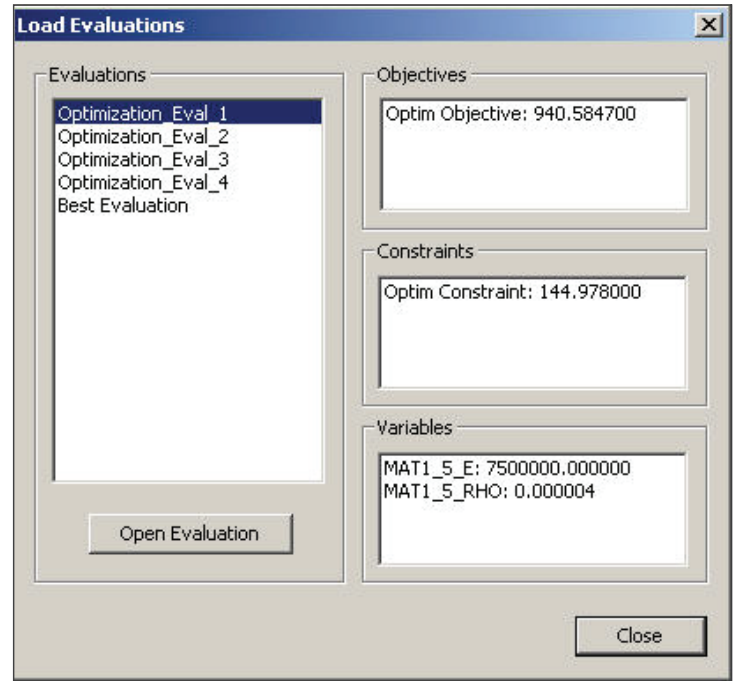 Load Evaluations
Evaluations
Optimization_Eval_1
Optimization_Eval_2
Optimization_Eval_3
Optimization_Eval_4
Best Evaluation
Open Evaluation
Objectives
Optim Objective: 940.584700
Constraints
Optim Constraint: 144.978000
Variables
MAT1_5_E: 7500000.000000
MAT1_5_RHO: 0.000004
Close